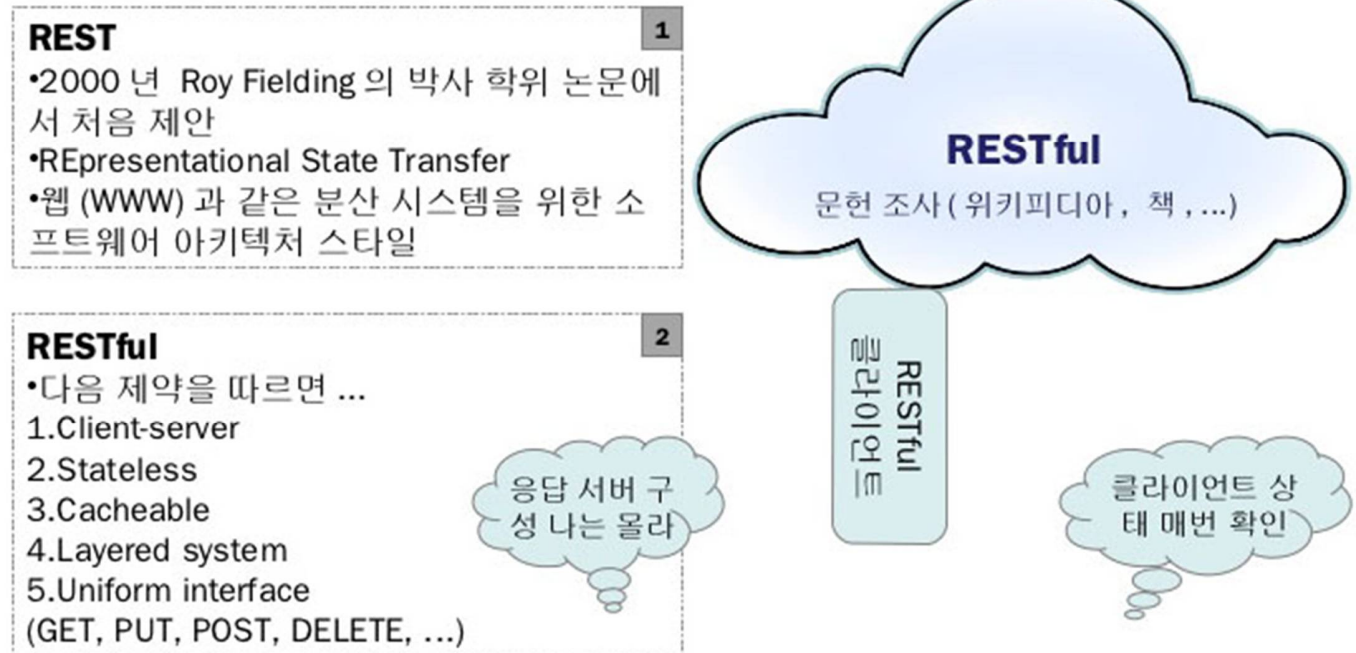 REST
1
•2000 년 Roy Fielding 의 박사 학위 논문에
서 처음 제안
•REpresentational State Transfer
•웹 (WWW) 과 같은 분산 시스템을 위한 소
프트웨어 아키텍처 스타일
RESTful
문헌 조사 ( 위키피디아 , 책 , ...)
RESTful
2
•다음 제약을 따르면 ...
1.Client-server
2.Stateless
3.Cacheable
4.Layered system
5.Uniform interface
(GET, PUT, POST, DELETE, ...)
응답 서버 구
성 나는 몰라
RESTful
클라이언트
클라이언트 상
태 매번 확인